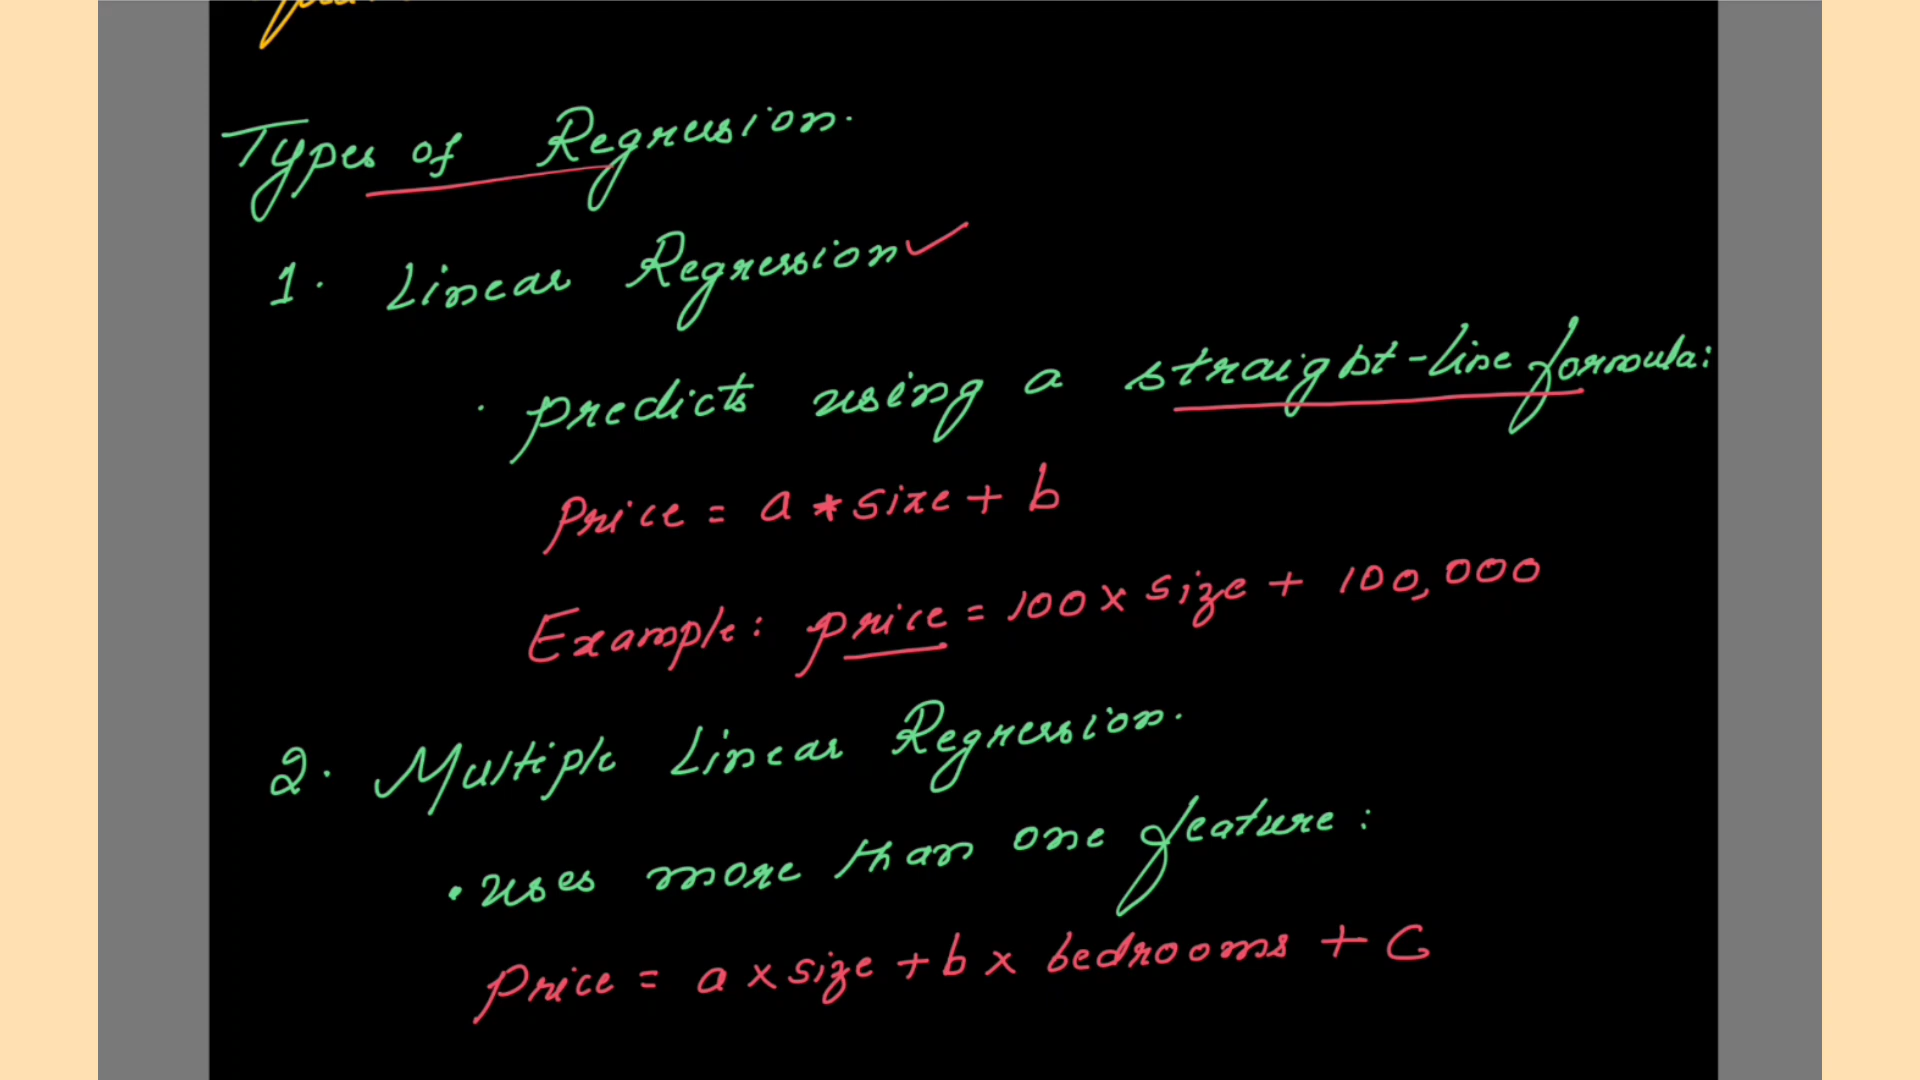 Types of Regression.
1. Linear Regression
. predicts using a straight-line formula:
Price = a * size + b
Example: price = 100 x size + 100,000
2. Multiple Linear Regression.
• uses more than one feature:
Price = a x size + b x bedrooms + C